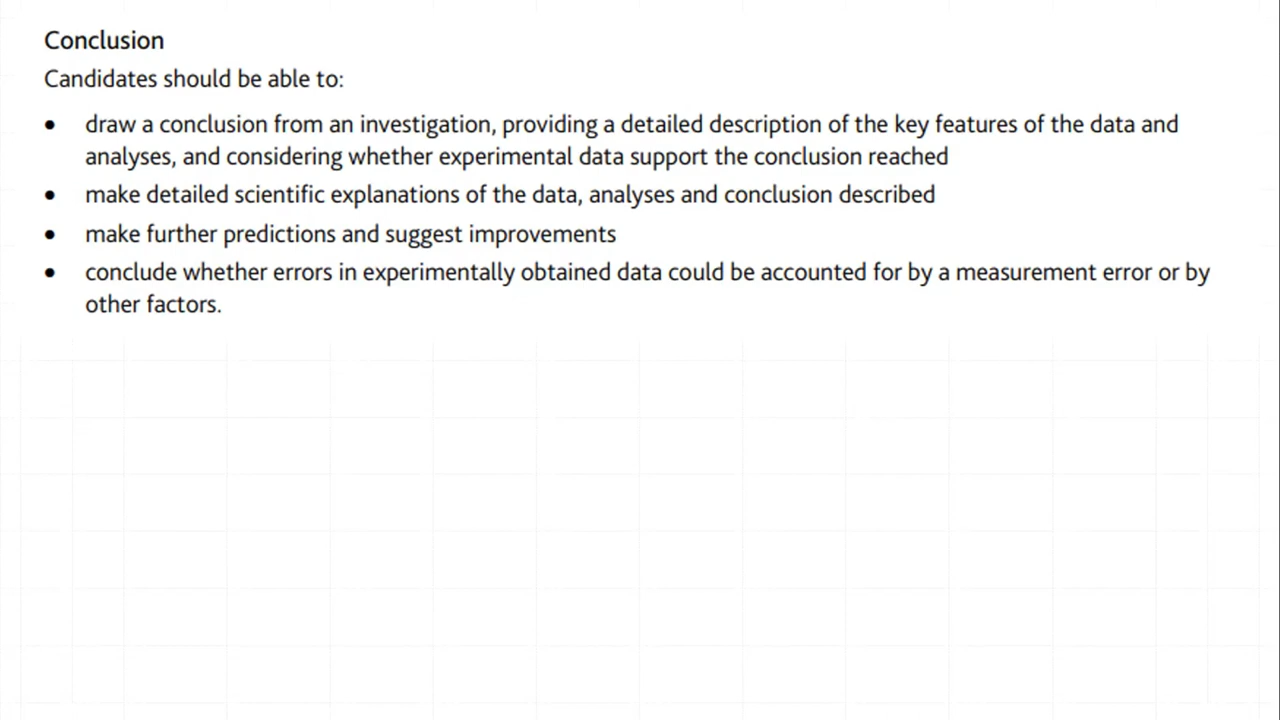 Conclusion
Candidates should be able to:
• draw a conclusion from an investigation, providing a detailed description of the key features of the data and
analyses, and considering whether experimental data support the conclusion reached
• make detailed scientific explanations of the data, analyses and conclusion described
• make further predictions and suggest improvements
• conclude whether errors in experimentally obtained data could be accounted for by a measurement error or by
other factors.